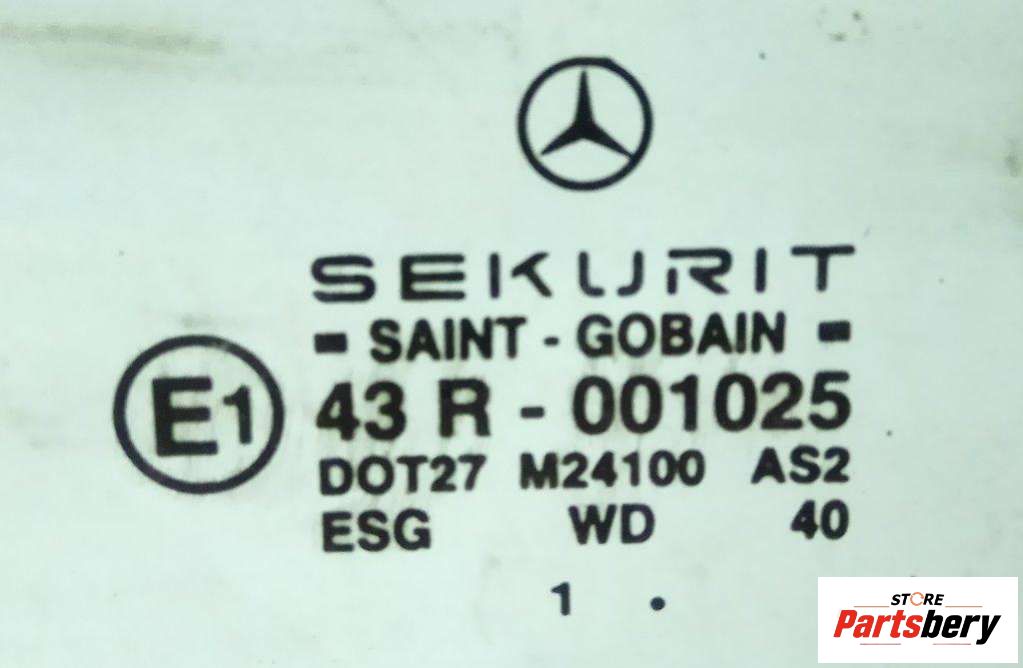 SEKURIT
- SAINT - GOBAIN -
E1 43 R - 001025
DOT27 M24100 AS2
ESG WD 40
1 .
STORE
Partsbery